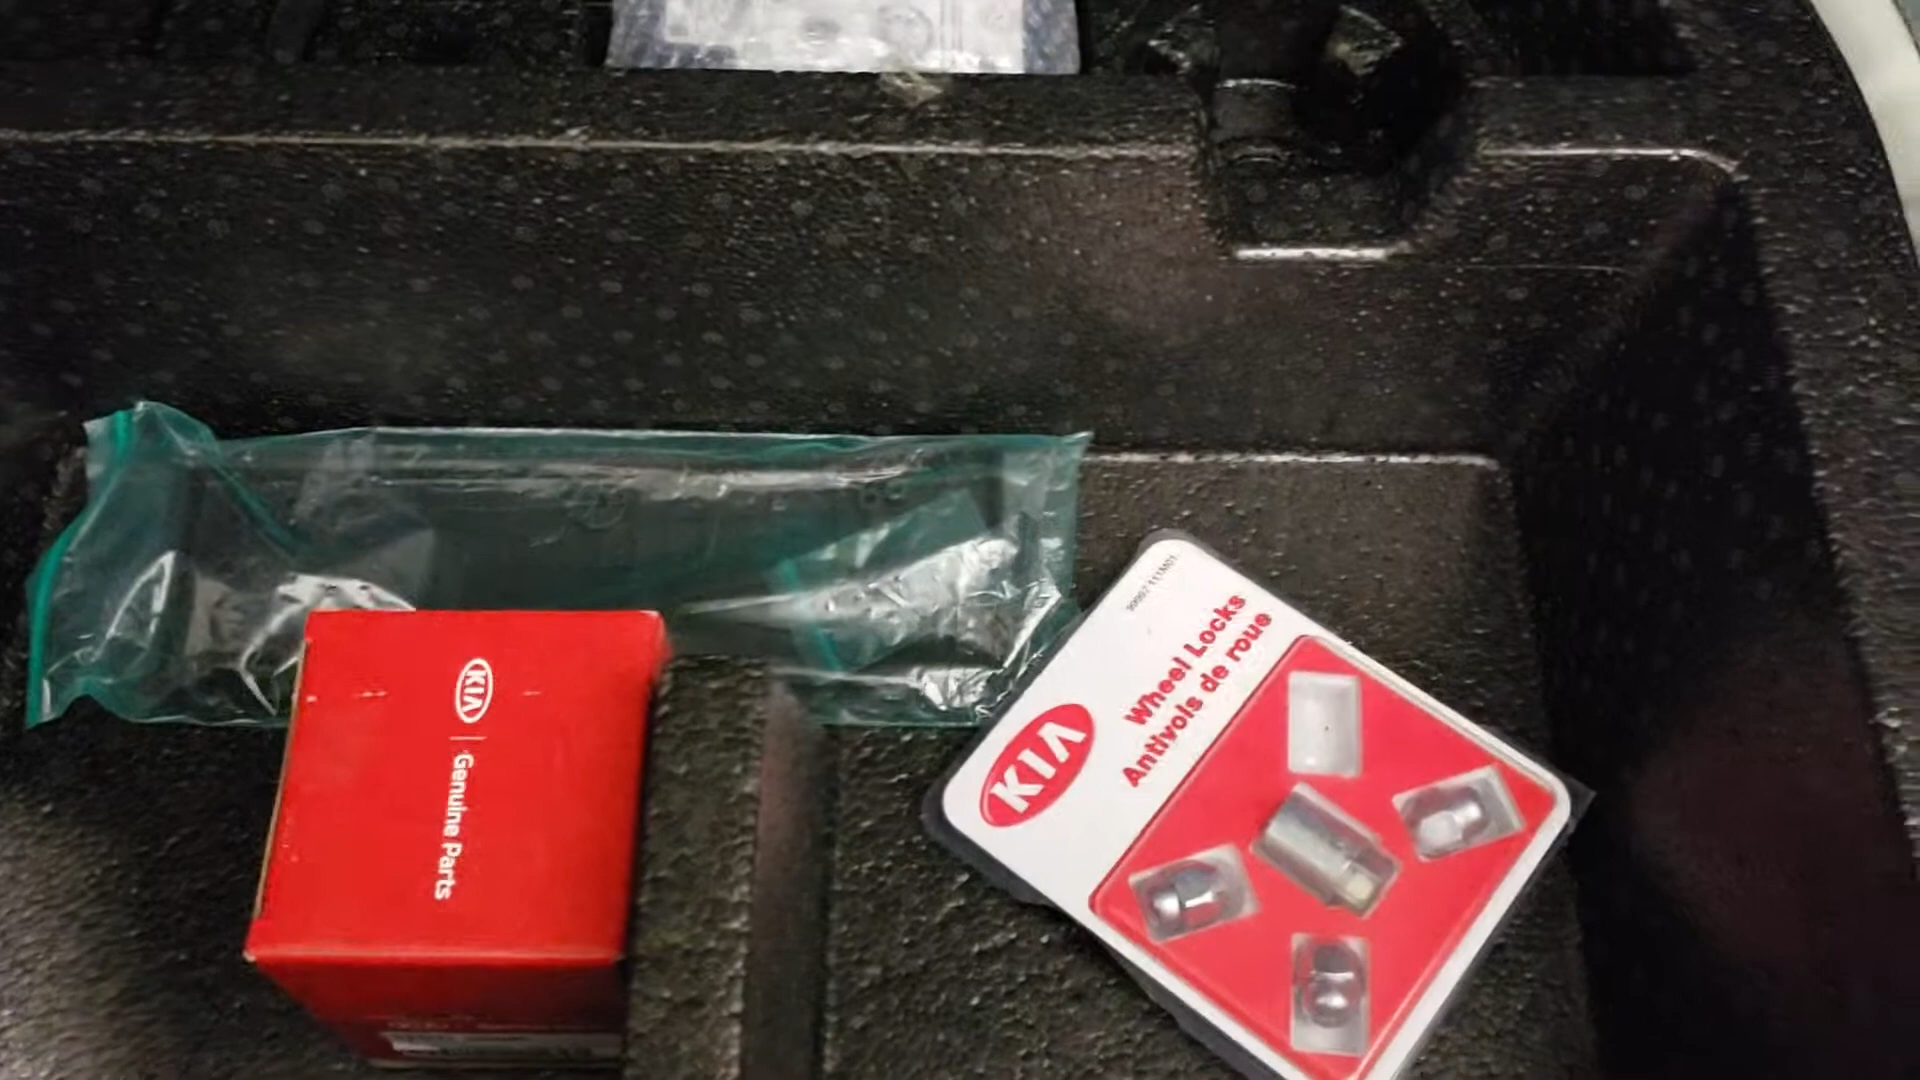 KIA
Genuine Parts
Wheel Locks
Antivols de roue
KIA